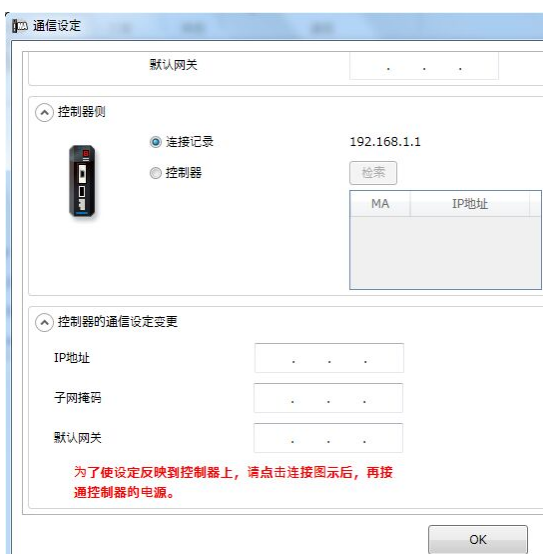 通信设定
默认网关 . . .
控制器侧
连接记录 192.168.1.1
控制器 检索
MA IP地址
控制器的通信设定变更
IP地址 . . .
子网掩码 . . .
默认网关 . . .
为了使设定反映到控制器上，请点击连接图示后，再接
通控制器的电源。
OK